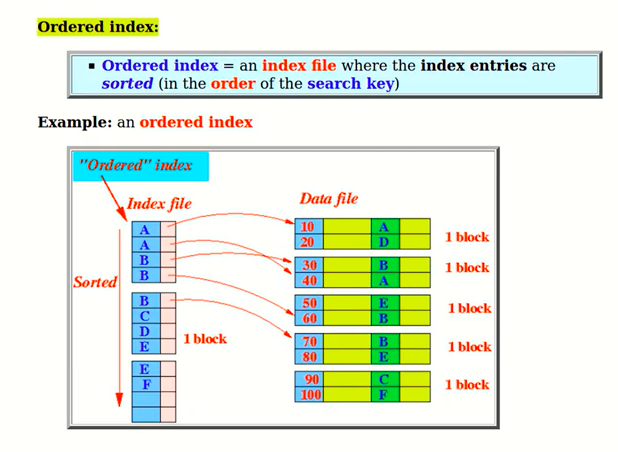 Ordered index:
▪ Ordered index = an index file where the index entries are
sorted (in the order of the search key)
Example: an ordered index
"Ordered" index
Index file
Data file
Sorted
A
A
B
B
B
C
D
E
1 block
E
F
10 A
20 D
1 block
30 B
40 A
1 block
50 E
60 B
1 block
70 B
80 E
1 block
90 C
100 F
1 block